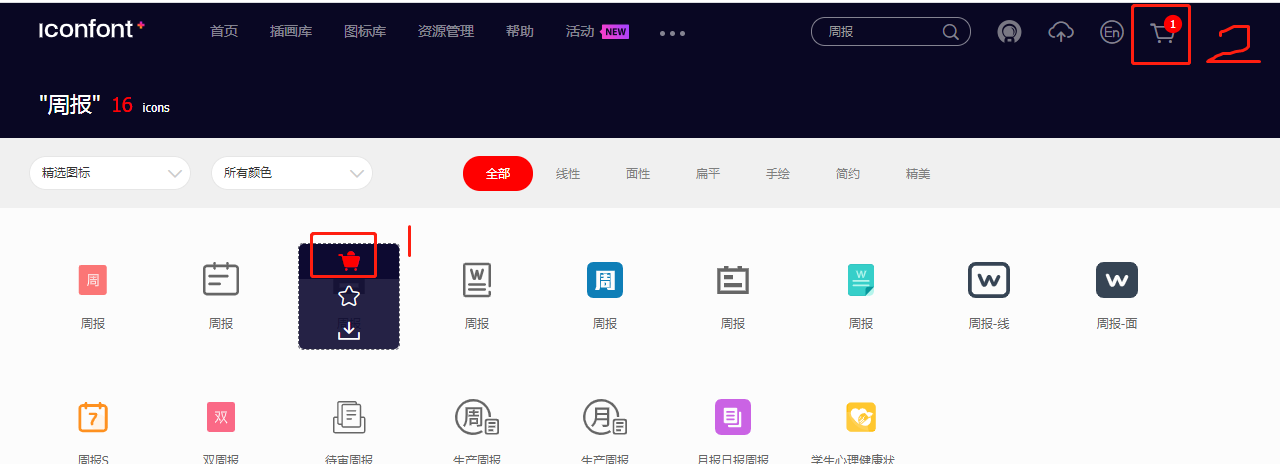 iconfont+ 首页 插画库 图标库 资源管理 帮助 活动 NEW 周报 En 1 2
"周报" 16 icons
精选图标 所有颜色 全部 线性 面性 扁平 手绘 简约 精美
1
周 W 周 W W W
周报 周报 周报 周报 周报 周报 周报-线 周报-面
7 双 周 月
周报S 双周报 待审周报 生产周报 生产周报 月报日报周报 学生心理健康状